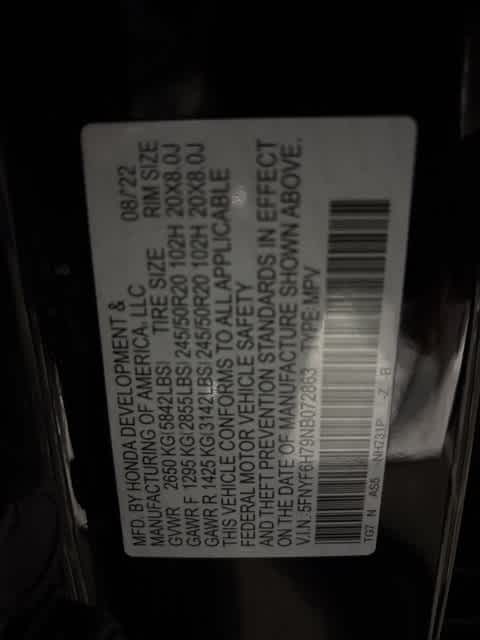 MFD. BY HONDA DEVELOPMENT & 08/22
MANUFACTURING OF AMERICA, LLC
GVWR 2650 KG(5842LBS) TIRE SIZE RIM SIZE
GAWR F 1295 KG(2855LBS) 245/50R20 102H 20X8.0J
GAWR R 1425 KG(3142LBS) 245/50R20 102H 20X8.0J
THIS VEHICLE CONFORMS TO ALL APPLICABLE
FEDERAL MOTOR VEHICLE SAFETY
AND THEFT PREVENTION STANDARDS IN EFFECT
ON THE DATE OF MANUFACTURE SHOWN ABOVE.
V.I.N.:5FNYF6H79NB072863 TYPE:MPV
TG7 N AS5 NH731P -Z B